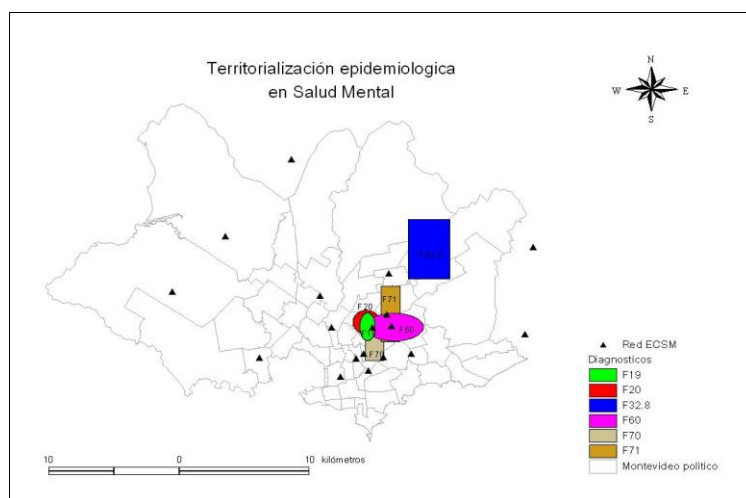 Territorialización epidemiologica
en Salud Mental
N
W E
S
F71
F20
F60
F70
Red ECSM
Diagnosticos
F19
F20
F32.8
F60
F70
F71
Montevideo politico
10 0 10 kilómetros